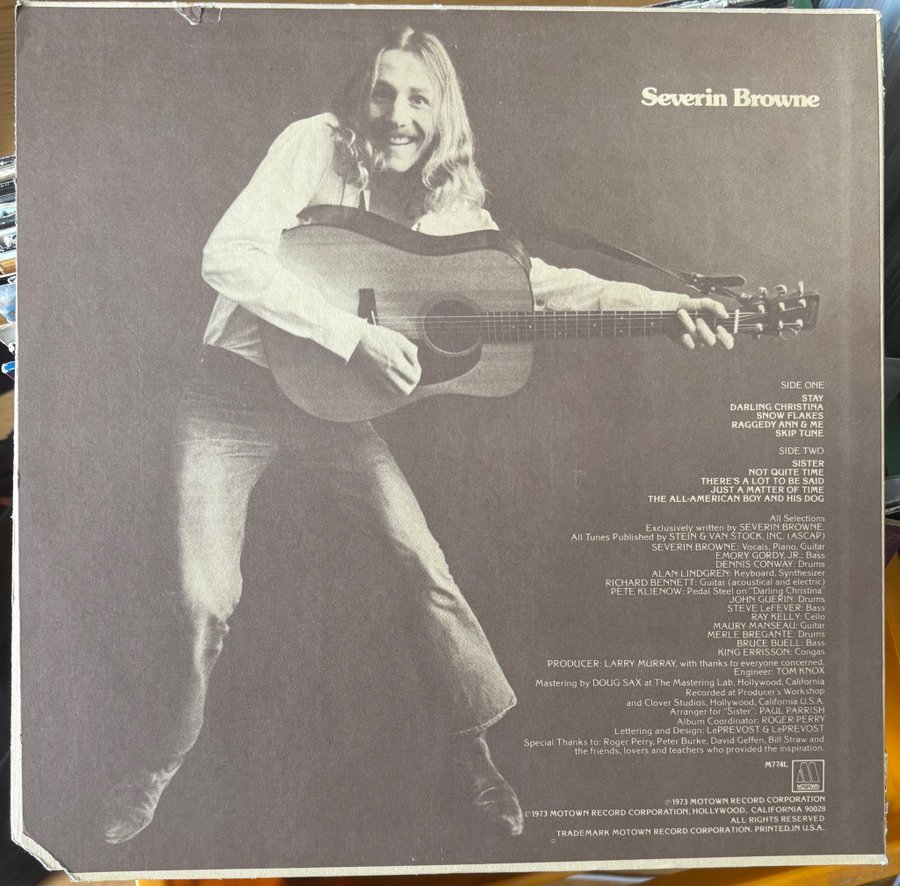 Severin Browne
SIDE ONE
STAY
DARLING CHRISTINA
SNOW FLAKES
RAGGEDY ANN & ME
SKIP TUNE
SIDE TWO
SISTER
NOT QUITE TIME
THERE'S A LOT TO BE SAID
JUST A MATTER OF TIME
THE ALL-AMERICAN BOY AND HIS DOG
All Selections
Exclusively written by SEVERIN BROWNE.
All Tunes Published by STEIN & VAN STOCK, INC. (ASCAP)
SEVERIN BROWNE: Vocals, Piano, Guitar
EMORY GORDY, JR.: Bass
DENNIS CONWAY: Drums
ALAN LINDGREN: Keyboard, Synthesizer
RICHARD BENNETT: Guitar (acoustical and electric)
PETE KLIENOW: Pedal Steel on "Darling Christina"
JOHN GUERIN: Drums
STEVE LeFEVER: Bass
RAY KELLY: Cello
MAURY MANSEAU: Guitar
MERLE BREGANTE: Drums
BRUCE BUELL: Bass
KING ERRISSON: Congas
PRODUCER: LARRY MURRAY, with thanks to everyone concerned.
Engineer: TOM KNOX
Mastering by DOUG SAX at The Mastering Lab, Hollywood, California
Recorded at Producer's Workshop
and Clover Studios, Hollywood, California U.S.A.
Arranger for "Sister": PAUL PARRISH
Album Coordinator: ROGER PERRY
Lettering and Design: LePREVOST & LePREVOST
Special Thanks to: Roger Perry, Peter Burke, David Geffen, Bill Straw and
the friends, lovers and teachers who provided the inspiration.
M774L
MOTOWN
℗1973 MOTOWN RECORD CORPORATION
©1973 MOTOWN RECORD CORPORATION, HOLLYWOOD, CALIFORNIA 90028
ALL RIGHTS RESERVED
TRADEMARK MOTOWN RECORD CORPORATION. PRINTED IN U.S.A.